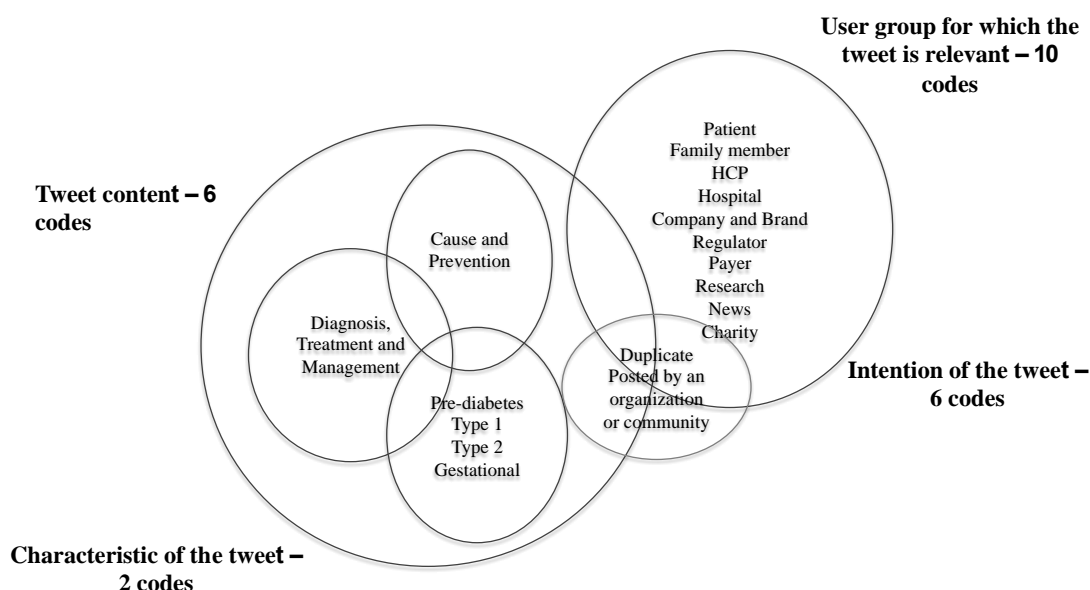 User group for which the
tweet is relevant – 10
codes
Patient
Family member
HCP
Hospital
Company and Brand
Regulator
Payer
Research
News
Charity
Tweet content – 6
codes
Cause and
Prevention
Diagnosis,
Treatment and
Management
Pre-diabetes
Type 1
Type 2
Gestational
Duplicate
Posted by an
organization
or community
Intention of the tweet –
6 codes
Characteristic of the tweet –
2 codes